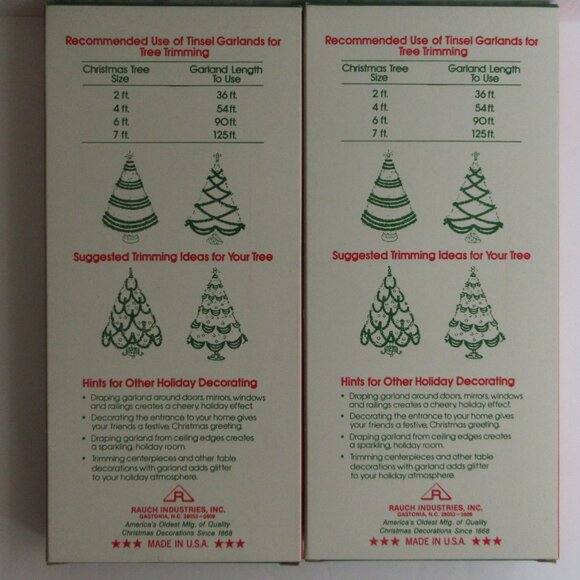 Recommended Use of Tinsel Garlands for
Tree Trimming
Christmas Tree Garland Length
Size To Use
2 ft. 36 ft.
4 ft. 54 ft.
6 ft. 90 ft.
7 ft. 125 ft.
Suggested Trimming Ideas for Your Tree
Hints for Other Holiday Decorating
• Draping garland around doors, mirrors, windows
and railings creates a cheery, holiday effect.
• Decorating the entrance to your home gives
your friends a festive, Christmas greeting.
• Draping garland from ceiling edges creates
a sparkling, holiday room.
• Trimming centerpieces and other table
decorations with garland adds glitter
to your holiday atmosphere.
R
RAUCH INDUSTRIES, INC.
GASTONIA, N.C. 28053-0609
America's Oldest Mfg. of Quality
Christmas Decorations Since 1868
★★★ MADE IN U.S.A. ★★★
Recommended Use of Tinsel Garlands for
Tree Trimming
Christmas Tree Garland Length
Size To Use
2 ft. 36 ft.
4 ft. 54 ft.
6 ft. 90 ft.
7 ft. 125 ft.
Suggested Trimming Ideas for Your Tree
Hints for Other Holiday Decorating
• Draping garland around doors, mirrors, windows
and railings creates a cheery, holiday effect.
• Decorating the entrance to your home gives
your friends a festive, Christmas greeting.
• Draping garland from ceiling edges creates
a sparkling, holiday room.
• Trimming centerpieces and other table
decorations with garland adds glitter
to your holiday atmosphere.
R
RAUCH INDUSTRIES, INC.
GASTONIA, N.C. 28053-0609
America's Oldest Mfg. of Quality
Christmas Decorations Since 1868
★★★ MADE IN U.S.A. ★★★